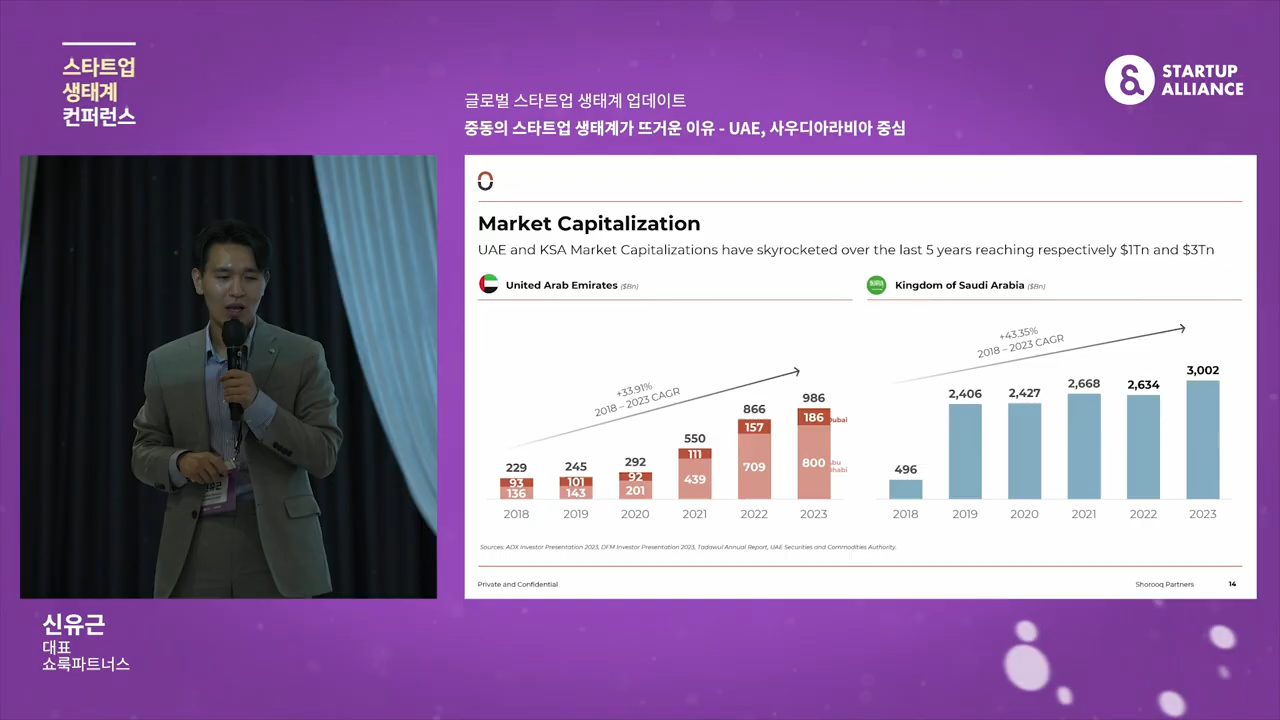 스타트업
생태계
컨퍼런스
STARTUP
ALLIANCE
글로벌 스타트업 생태계 업데이트
중동의 스타트업 생태계가 뜨거운 이유 - UAE, 사우디아라비아 중심
Market Capitalization
UAE and KSA Market Capitalizations have skyrocketed over the last 5 years reaching respectively $1Tn and $3Tn
United Arab Emirates ($Bn)
+33.91%
2018 – 2023 CAGR
229
93
136
245
101
143
292
92
201
550
111
439
866
157
709
986
186
800
Dubai
Abu
Dhabi
2018 2019 2020 2021 2022 2023
Kingdom of Saudi Arabia ($Bn)
+43.35%
2018 – 2023 CAGR
496
2,406
2,427
2,668
2,634
3,002
2018 2019 2020 2021 2022 2023
Sources: ADX Investor Presentation 2023, DFM Investor Presentation 2023, Tadawul Annual Report, UAE Securities and Commodities Authority.
Private and Confidential
Shorooq Partners 14
신유근
대표
쇼룩파트너스